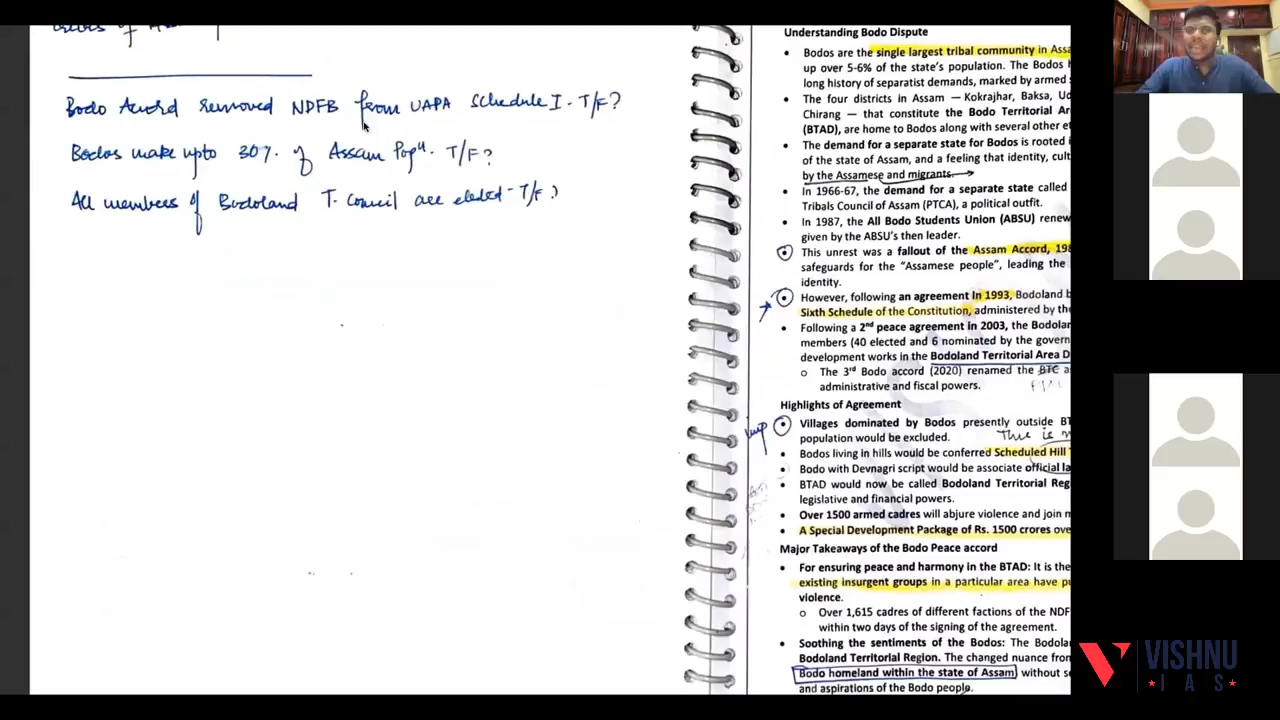 Bodo Accord removed NDFB from UAPA Schedule I - T/F?
Bodos make upto 30% of Assam Popⁿ. T/F?
All members of Bodoland T. Council are elected - T/F?
Understanding Bodo Dispute
• Bodos are the single largest tribal community in Assa
up over 5-6% of the state's population. The Bodos h
long history of separatist demands, marked by armed s
• The four districts in Assam — Kokrajhar, Baksa, Ud
Chirang — that constitute the Bodo Territorial Ar
(BTAD), are home to Bodos along with several other et
• The demand for a separate state for Bodos is rooted i
of the state of Assam, and a feeling that identity, cult
by the Assamese and migrants.
• In 1966-67, the demand for a separate state called
Tribals Council of Assam (PTCA), a political outfit.
• In 1987, the All Bodo Students Union (ABSU) renew
given by the ABSU's then leader.
This unrest was a fallout of the Assam Accord, 198
safeguards for the "Assamese people", leading the
identity.
However, following an agreement in 1993, Bodoland b
Sixth Schedule of the Constitution, administered by the
• Following a 2nd peace agreement in 2003, the Bodolan
members (40 elected and 6 nominated by the govern
development works in the Bodoland Territorial Area D
o The 3rd Bodo accord (2020) renamed the BTC as
administrative and fiscal powers.
Highlights of Agreement
imp
Villages dominated by Bodos presently outside BT
population would be excluded.
This is
• Bodos living in hills would be conferred Scheduled Hill T
• Bodo with Devnagri script would be associate official la
• BTAD would now be called Bodoland Territorial Reg
legislative and financial powers.
• Over 1500 armed cadres will abjure violence and join m
• A Special Development Package of Rs. 1500 crores ove
Major Takeaways of the Bodo Peace accord
• For ensuring peace and harmony in the BTAD: It is the
existing insurgent groups in a particular area have pu
violence.
o Over 1,615 cadres of different factions of the NDF
within two days of the signing of the agreement.
• Soothing the sentiments of the Bodos: The Bodolan
Bodoland Territorial Region. The changed nuance from
Bodo homeland within the state of Assam without se
and aspirations of the Bodo people.
VISHNU
IAS